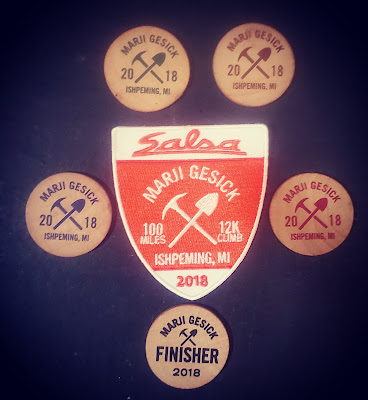 MARJI GESICK
20 18
ISHPEMING, MI
MARJI GESICK
20 18
ISHPEMING, MI
Salsa
MARJI GESICK
100 MILES
12K CLIMB
ISHPEMING, MI
2018
MARJI GESICK
20 18
ISHPEMING, MI
MARJI GESICK
20 18
ISHPEMING, MI
MARJI GESICK
FINISHER
2018